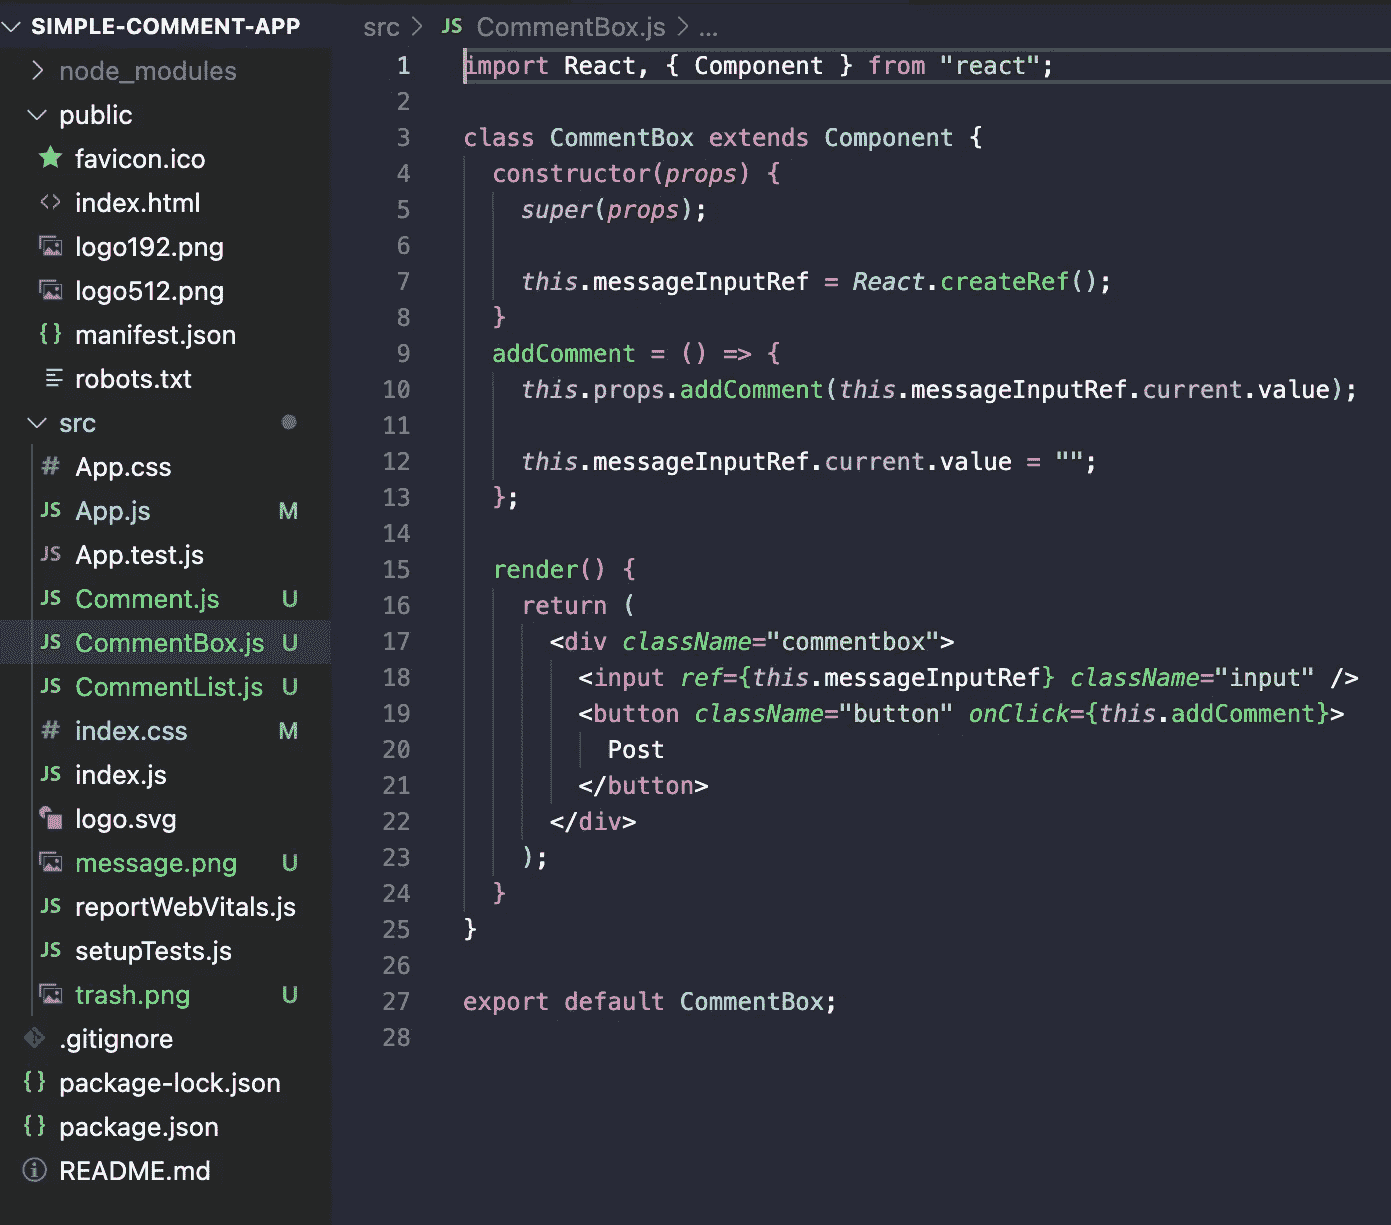 SIMPLE-COMMENT-APP
node_modules
public
favicon.ico
<> index.html
logo192.png
logo512.png
{} manifest.json
robots.txt
src
# App.css
JS App.js M
JS App.test.js
JS Comment.js U
JS CommentBox.js U
JS CommentList.js U
# index.css M
JS index.js
logo.svg
message.png U
JS reportWebVitals.js
JS setupTests.js
trash.png U
.gitignore
{} package-lock.json
{} package.json
README.md
src > JS CommentBox.js > ...
1 import React, { Component } from "react";
2
3 class CommentBox extends Component {
4 constructor(props) {
5 super(props);
6
7 this.messageInputRef = React.createRef();
8 }
9 addComment = () => {
10 this.props.addComment(this.messageInputRef.current.value);
11
12 this.messageInputRef.current.value = "";
13 };
14
15 render() {
16 return (
17 <div className="commentbox">
18 <input ref={this.messageInputRef} className="input" />
19 <button className="button" onClick={this.addComment}>
20 Post
21 </button>
22 </div>
23 );
24 }
25 }
26
27 export default CommentBox;
28